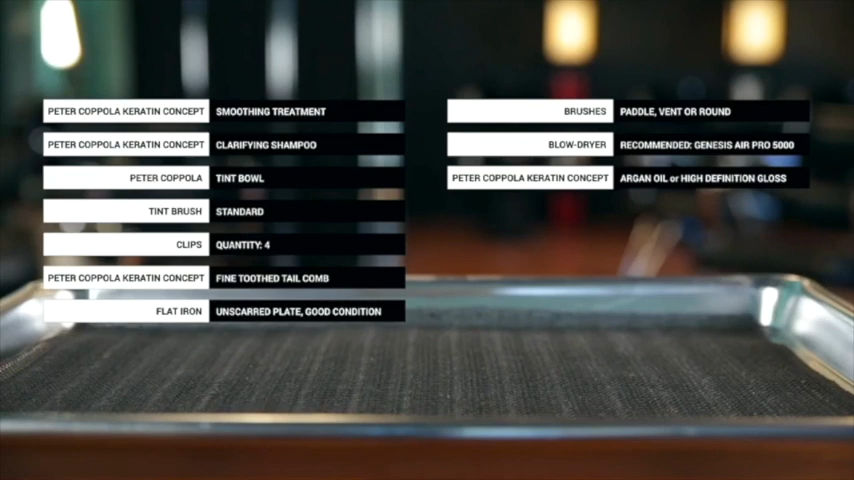 PETER COPPOLA KERATIN CONCEPT SMOOTHING TREATMENT
PETER COPPOLA KERATIN CONCEPT CLARIFYING SHAMPOO
PETER COPPOLA TINT BOWL
TINT BRUSH STANDARD
CLIPS QUANTITY: 4
PETER COPPOLA KERATIN CONCEPT FINE TOOTHED TAIL COMB
FLAT IRON UNSCARRED PLATE, GOOD CONDITION
BRUSHES PADDLE, VENT OR ROUND
BLOW-DRYER RECOMMENDED: GENESIS AIR PRO 5000
PETER COPPOLA KERATIN CONCEPT ARGAN OIL or HIGH DEFINITION GLOSS